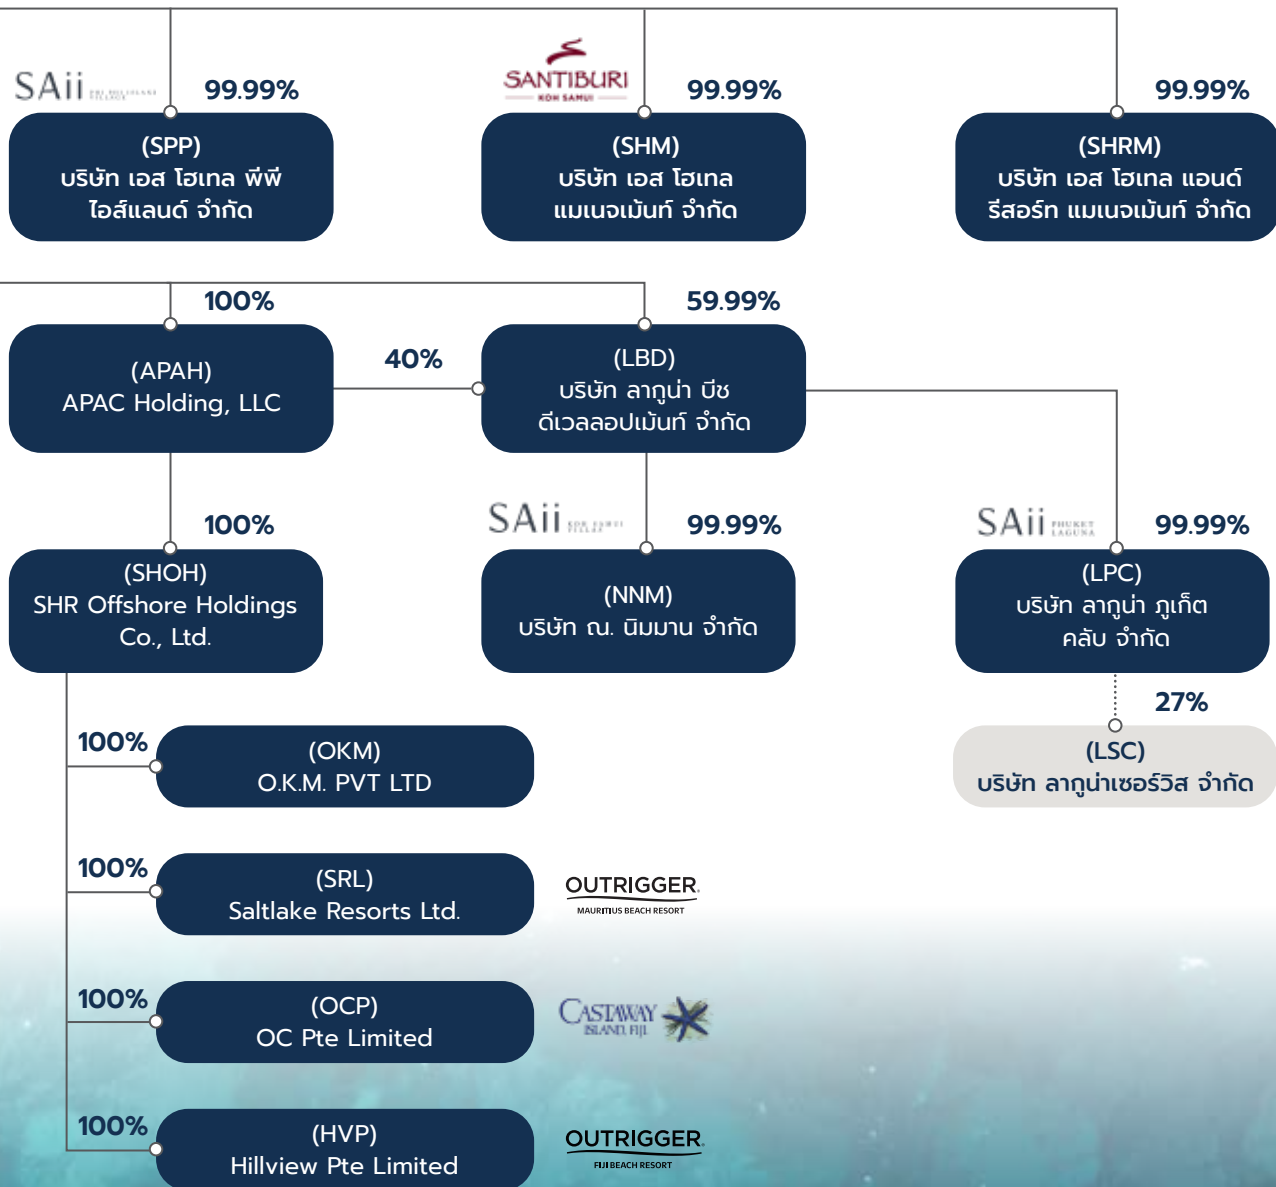 SAii PHI PHI ISLAND
VILLAGE
99.99%
(SPP)
บริษัท เอส โฮเทล พีพี
ไอส์แลนด์ จำกัด
SANTIBURI
KOH SAMUI
99.99%
(SHM)
บริษัท เอส โฮเทล
แมเนจเม้นท์ จำกัด
99.99%
(SHRM)
บริษัท เอส โฮเทล แอนด์
รีสอร์ท แมเนจเม้นท์ จำกัด
100%
(APAH)
APAC Holding, LLC
40%
59.99%
(LBD)
บริษัท ลากูน่า บีช
ดีเวลลอปเม้นท์ จำกัด
100%
(SHOH)
SHR Offshore Holdings
Co., Ltd.
SAii KOH SAMUI
VILLAS
99.99%
(NNM)
บริษัท ณ. นิมมาน จำกัด
SAii PHUKET
LAGUNA
99.99%
(LPC)
บริษัท ลากูน่า ภูเก็ต
คลับ จำกัด
27%
(LSC)
บริษัท ลากูน่าเซอร์วิส จำกัด
100%
(OKM)
O.K.M. PVT LTD
100%
(SRL)
Saltlake Resorts Ltd.
OUTRIGGER.
MAURITIUS BEACH RESORT
100%
(OCP)
OC Pte Limited
CASTAWAY
ISLAND, FIJI
100%
(HVP)
Hillview Pte Limited
OUTRIGGER.
FIJI BEACH RESORT